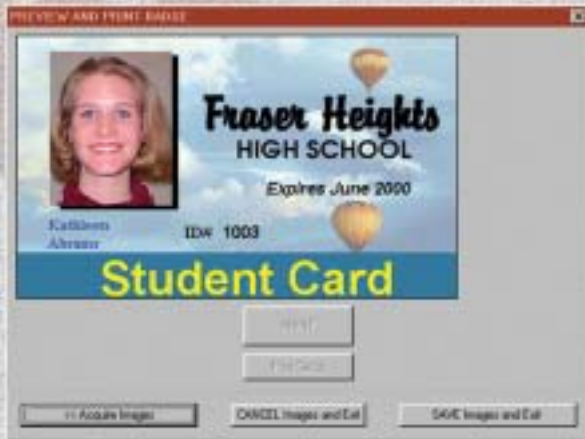 PREVIEW AND PRINT BADGE
Fraser Heights
HIGH SCHOOL
Expires June 2000
Kathleen
ID# 1003
Student Card
PRINT
<< Acquire Images
CANCEL Images and Exit
SAVE Images and Exit